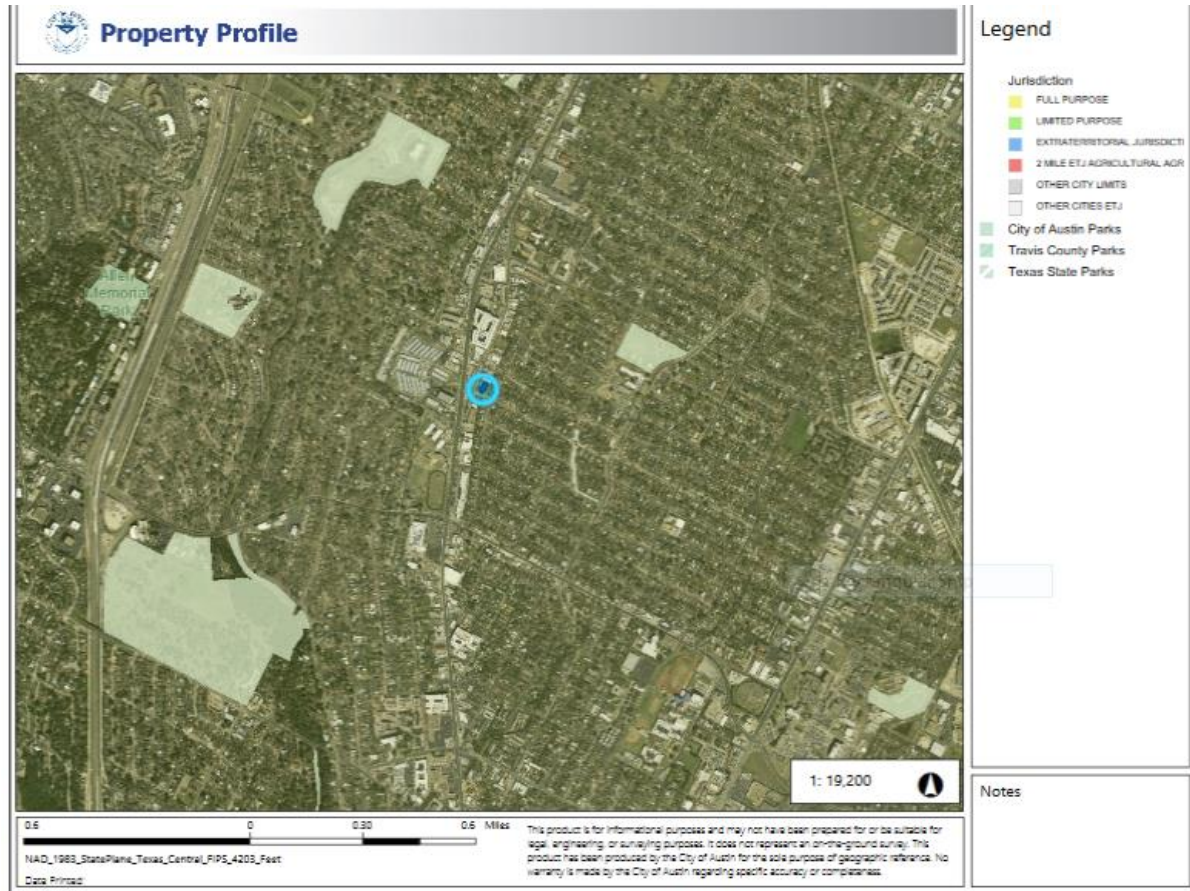 Property Profile
Legend
Jurisdiction
FULL PURPOSE
LIMITED PURPOSE
EXTRATERRITORIAL JURISDICTI
2 MILE ETJ AGRICULTURAL AGR
OTHER CITY LIMITS
OTHER CITIES ETJ
City of Austin Parks
Travis County Parks
Texas State Parks
Allen
Memorial
Park
1: 19,200
Notes
0.6 0 0.30 0.6 Miles
NAD_1983_StatePlane_Texas_Central_FIPS_4203_Feet
Date Printed:
This product is for informational purposes and may not have been prepared for or be suitable for
legal, engineering, or surveying purposes. It does not represent an on-the-ground survey. This
product has been produced by the City of Austin for the sole purpose of geographic reference. No
warranty is made by the City of Austin regarding specific accuracy or completeness.